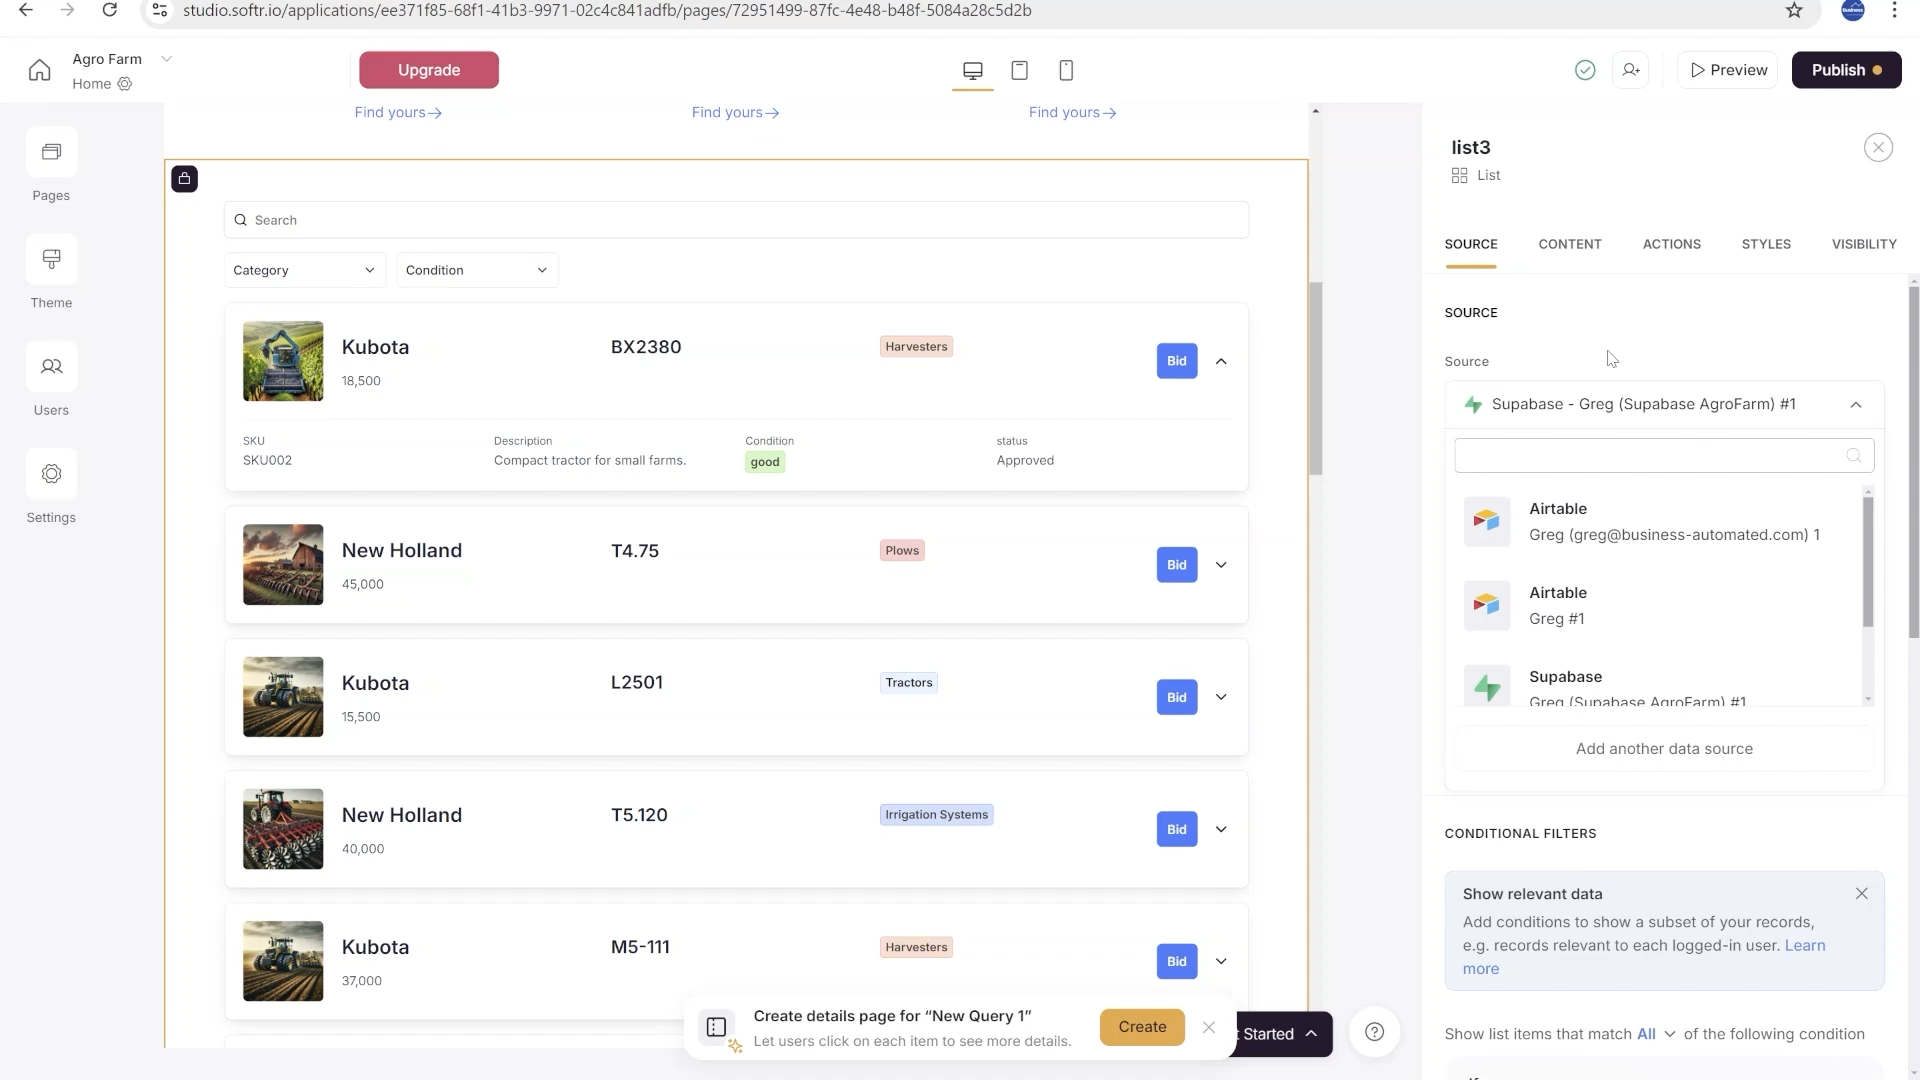 studio.softr.io/applications/ee371f85-68f1-41b3-9971-02c4c841adfb/pages/72951499-87fc-4e48-b48f-5084a28c5d2b
Agro Farm
Home
Upgrade
Preview
Publish
Pages
Theme
Users
Settings
Find yours→ Find yours→ Find yours→
Search
Category Condition
Kubota BX2380 Harvesters Bid
18,500
SKU Description Condition status
SKU002 Compact tractor for small farms. good Approved
New Holland T4.75 Plows Bid
45,000
Kubota L2501 Tractors Bid
15,500
New Holland T5.120 Irrigation Systems Bid
40,000
Kubota M5-111 Harvesters Bid
37,000
Create details page for “New Query 1”
Let users click on each item to see more details.
Create
Started
list3
List
SOURCE CONTENT ACTIONS STYLES VISIBILITY
SOURCE
Source
Supabase - Greg (Supabase AgroFarm) #1
Airtable
Greg (greg@business-automated.com) 1
Airtable
Greg #1
Supabase
Greg (Supabase AgroFarm) #1
Add another data source
CONDITIONAL FILTERS
Show relevant data
Add conditions to show a subset of your records,
e.g. records relevant to each logged-in user. Learn
more
Show list items that match All of the following condition